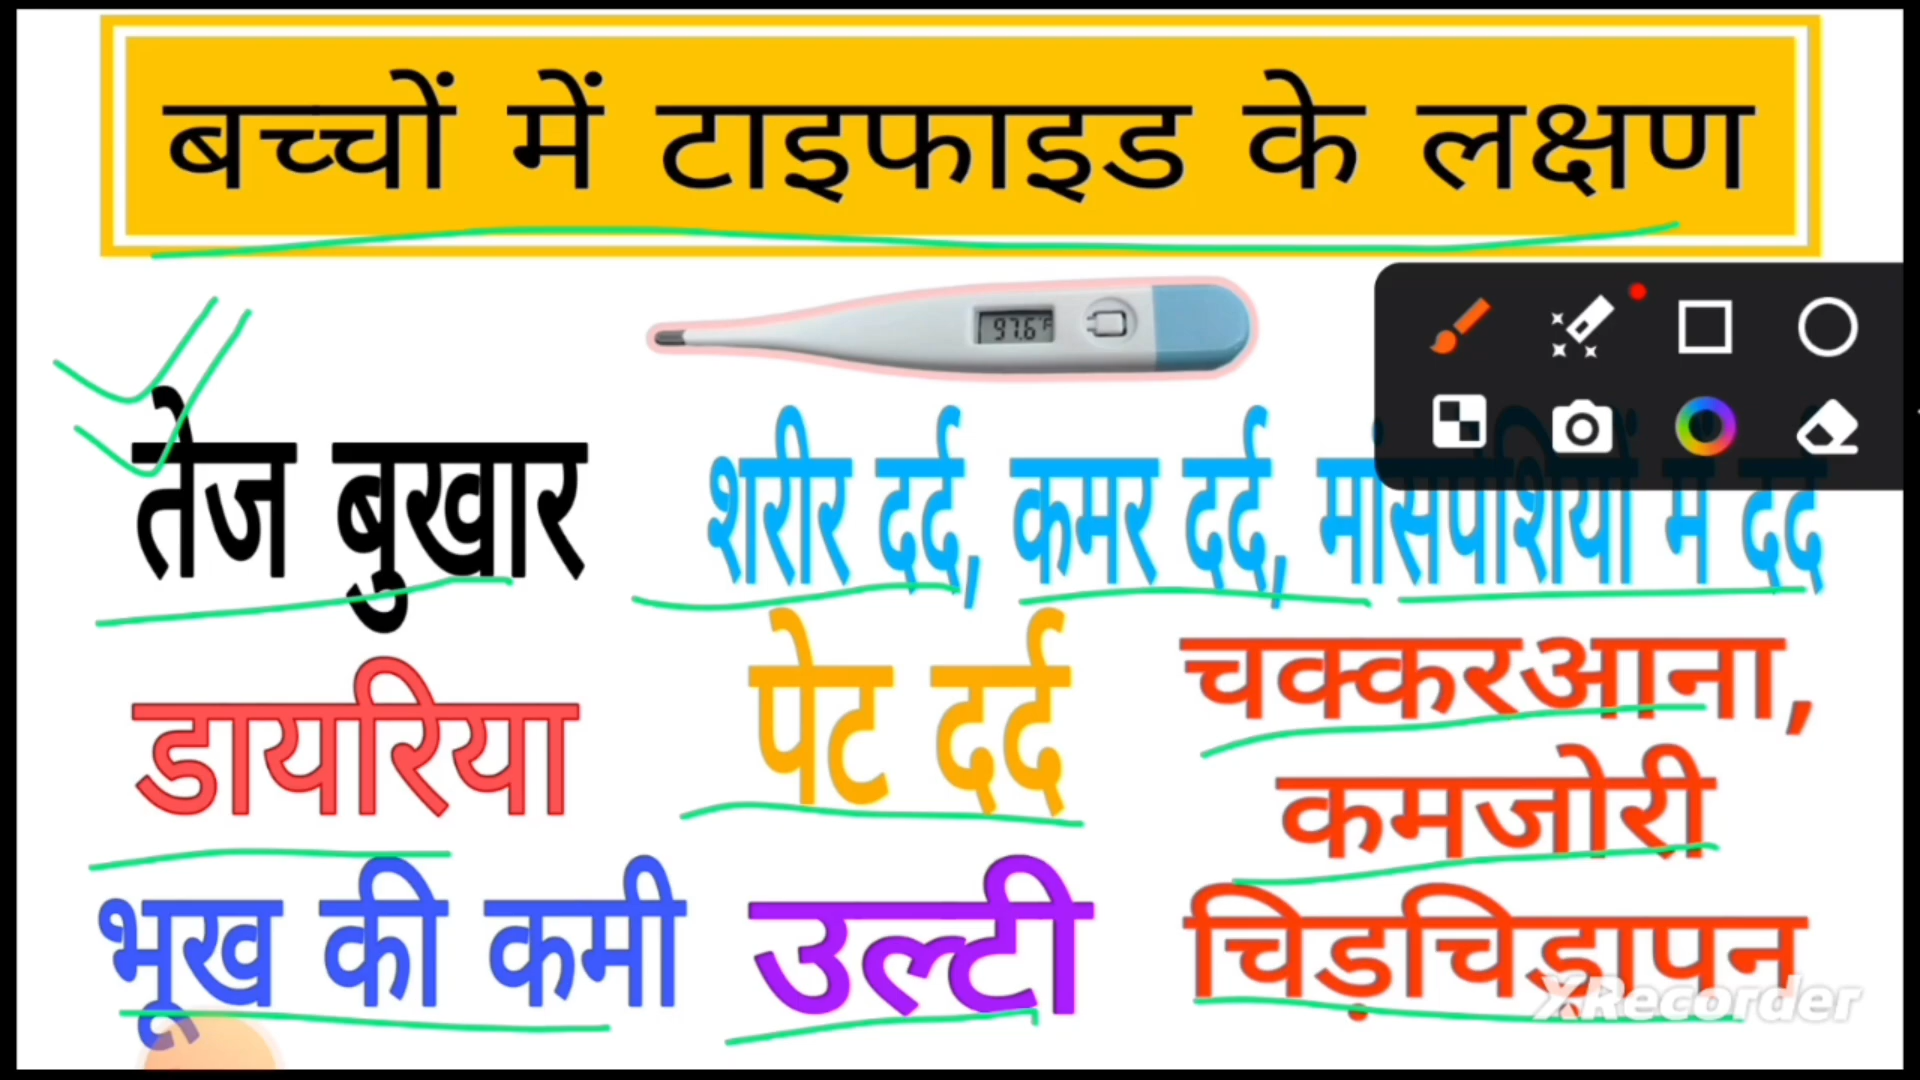 बच्चों में टाइफाइड के लक्षण
97.6°F
तेज बुखार
शरीर दर्द, कमर दर्द, मांसपेशियों में दर्द
डायरिया
पेट दर्द
चक्करआना,
कमजोरी
भूख की कमी
उल्टी
चिड़चिड़ापन
XRecorder